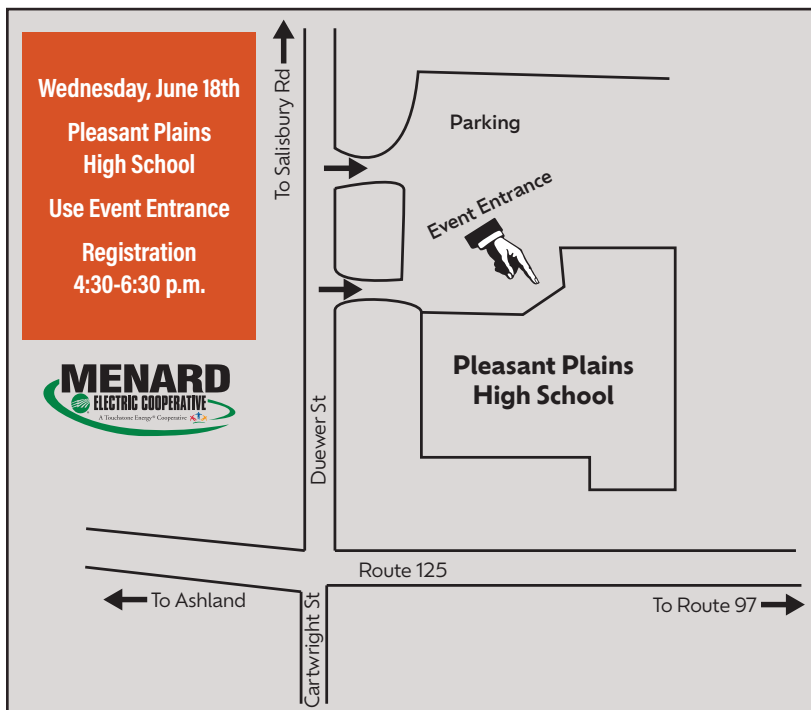 Wednesday, June 18th
Pleasant Plains
High School
Use Event Entrance
Registration
4:30-6:30 p.m.
MENARD
ELECTRIC COOPERATIVE
A Touchstone Energy® Cooperative
To Salisbury Rd
Parking
Event Entrance
Pleasant Plains
High School
Duewer St
Route 125
To Ashland
To Route 97
Cartwright St